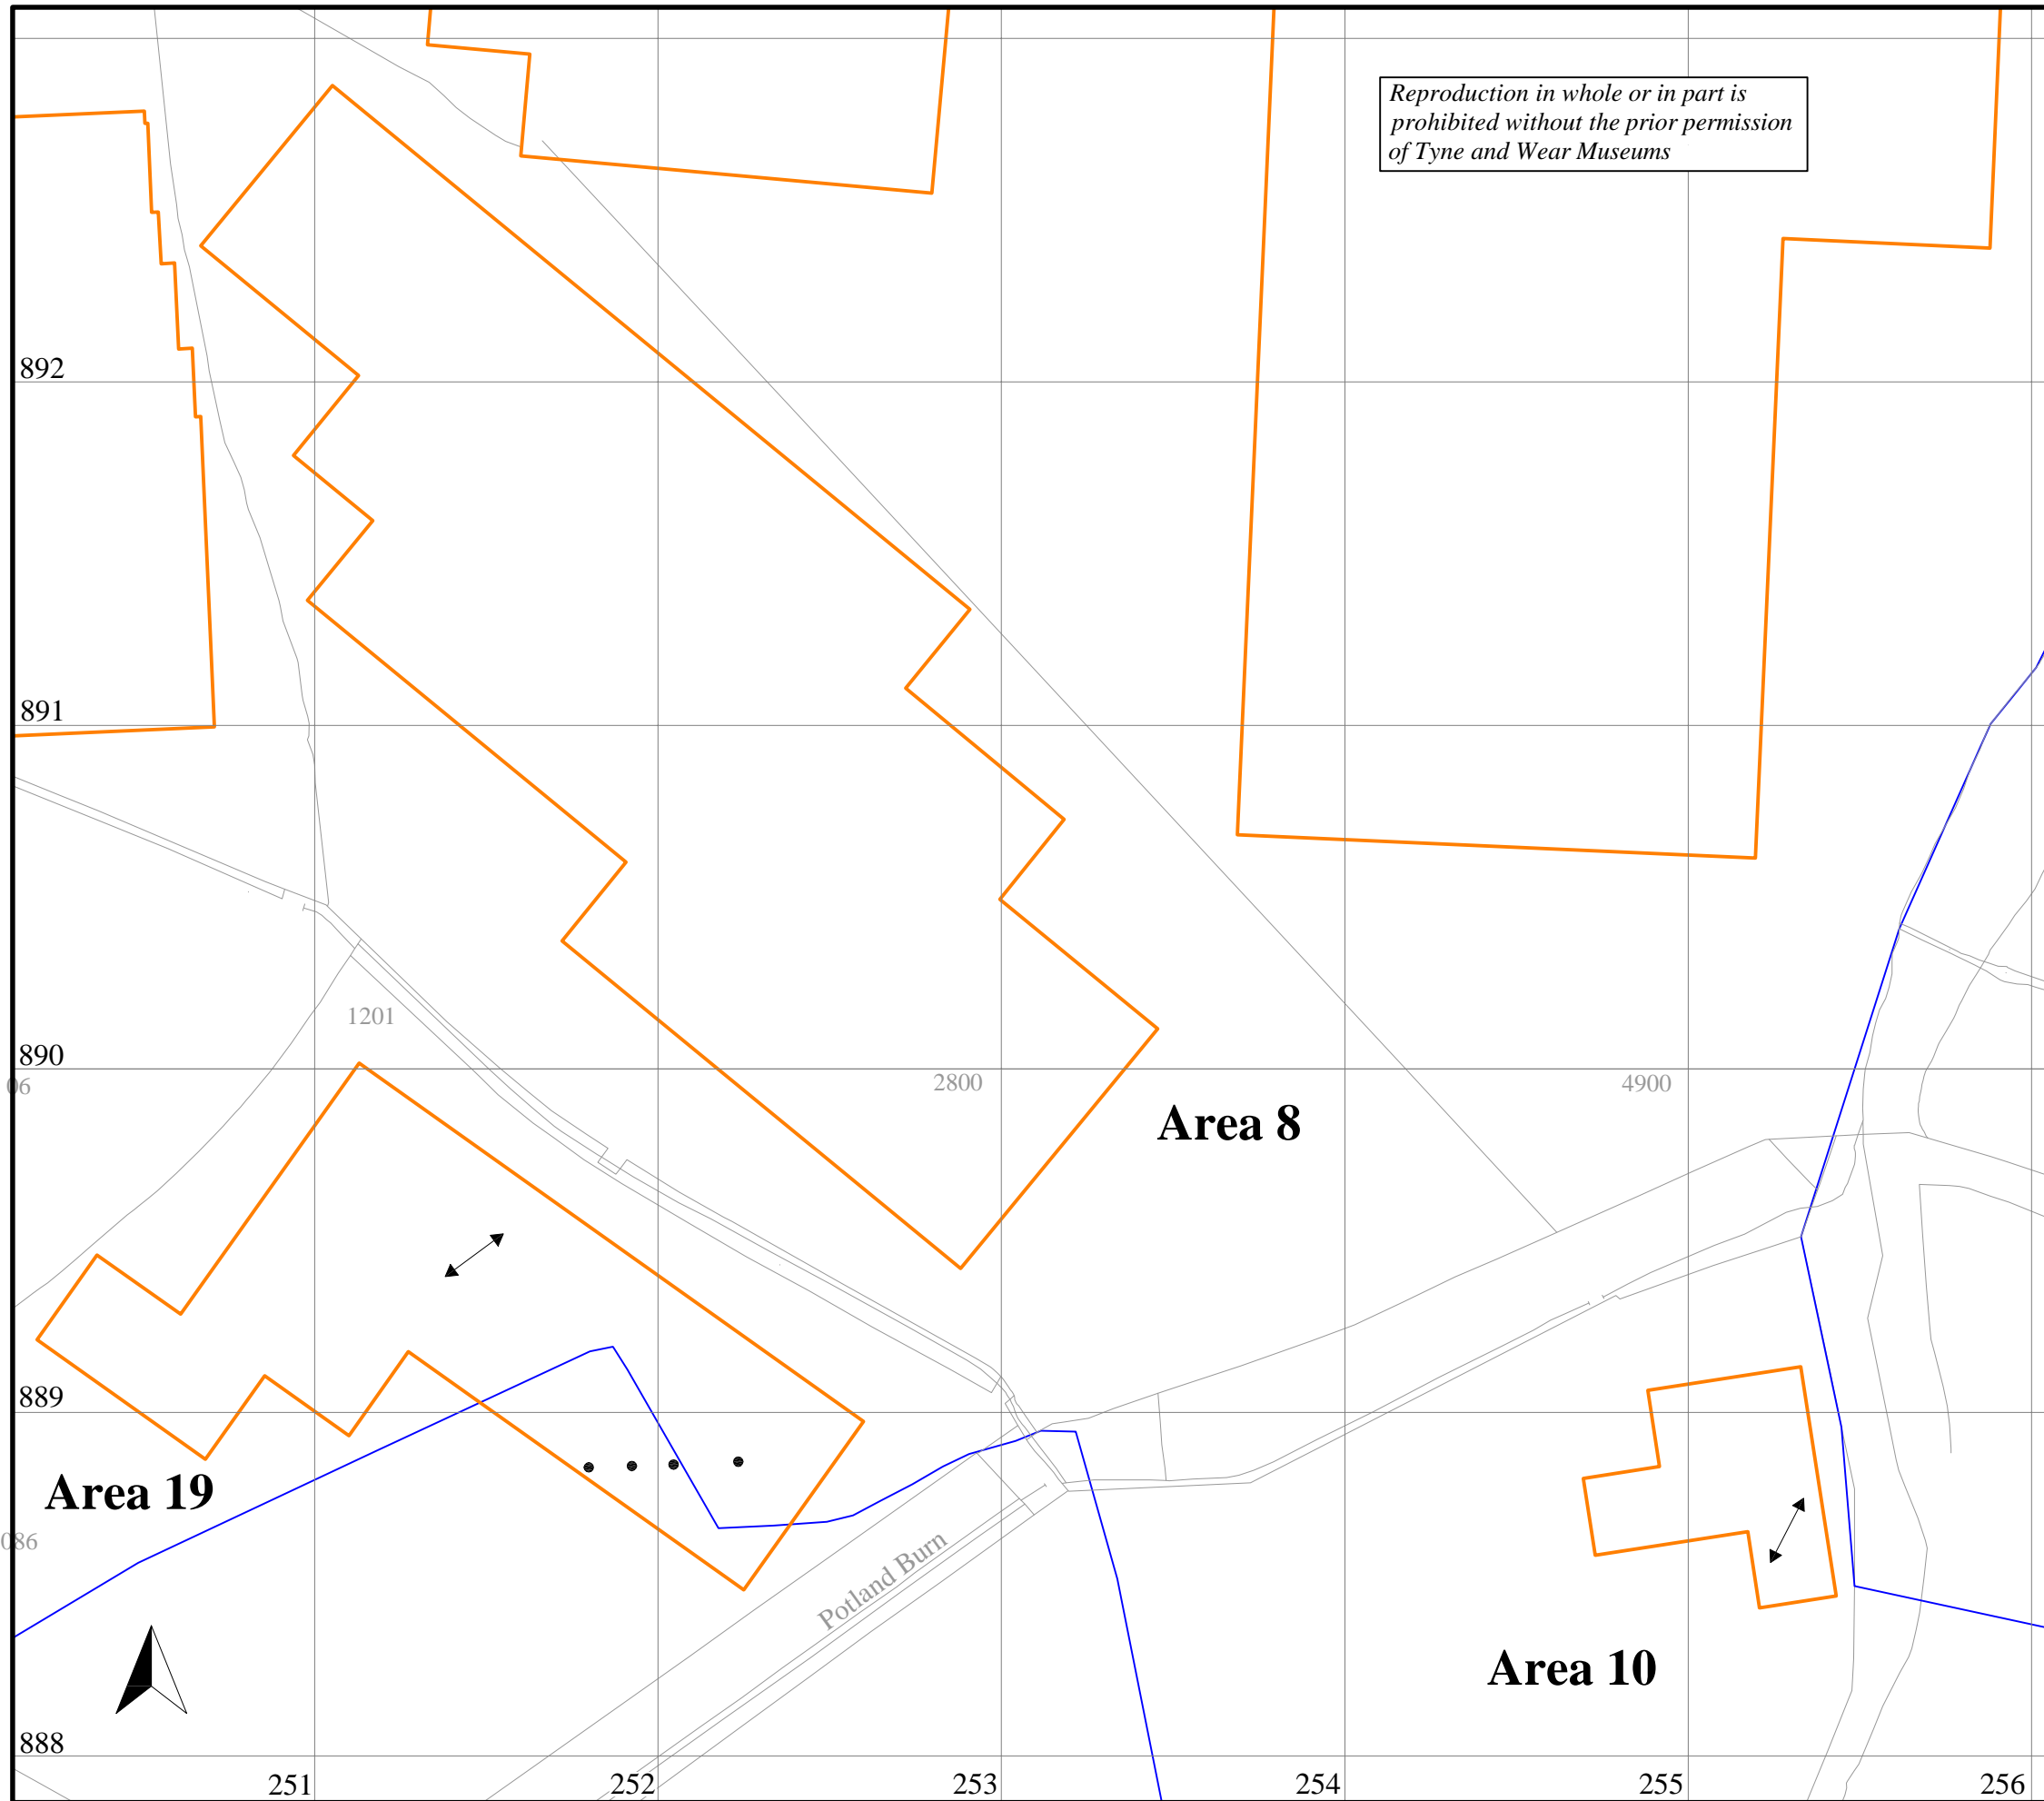 Reproduction in whole or in part is
prohibited without the prior permission
of Tyne and Wear Museums
892
891
1201
890
06
2800
4900
Area 8
889
Area 19
086
Potland Burn
Area 10
888
251
252
253
254
255
256